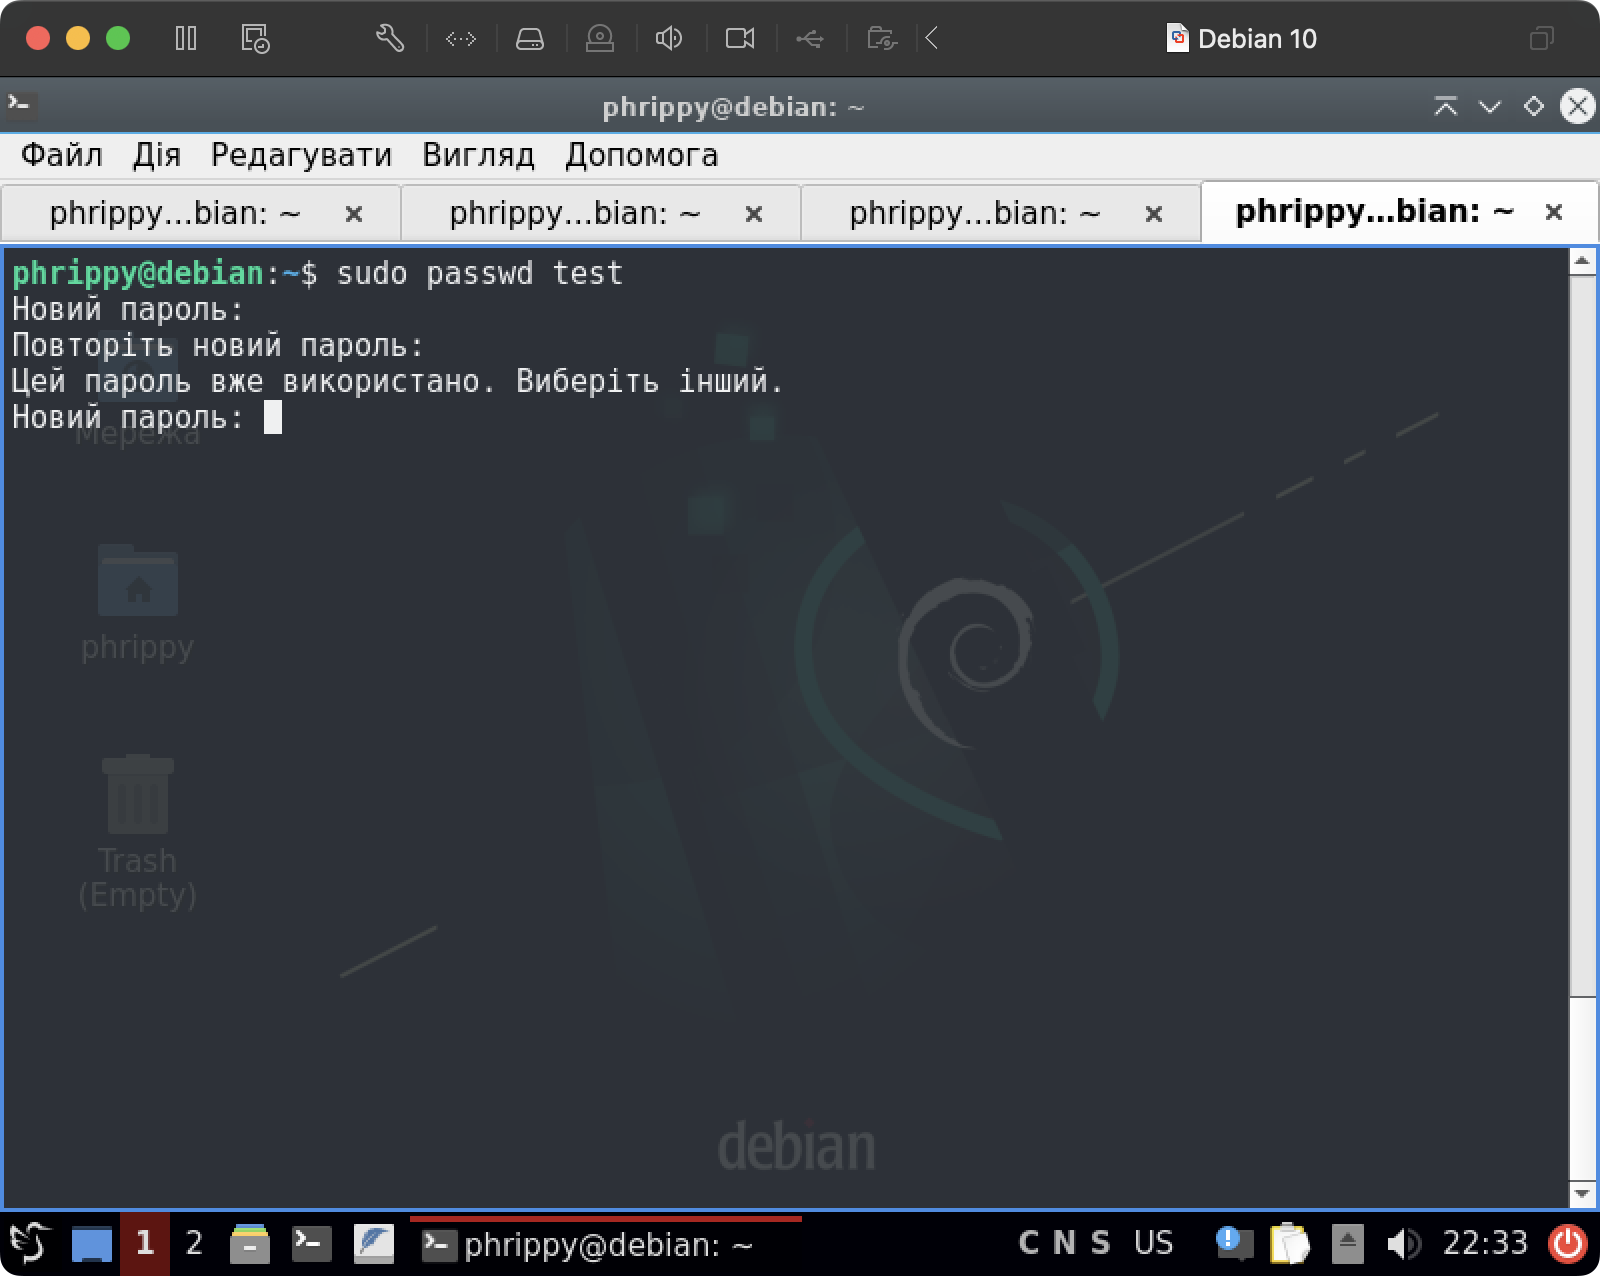 Debian 10
phrippy@debian: ~
Файл Дія Редагувати Вигляд Допомога
phrippy...bian: ~ phrippy...bian: ~ phrippy...bian: ~ phrippy...bian: ~
phrippy@debian:~$ sudo passwd test
Новий пароль:
Повторіть новий пароль:
Цей пароль вже використано. Виберіть інший.
Новий пароль:
Мережа
phrippy
Trash
(Empty)
debian
1 2 phrippy@debian: ~ C N S US 22:33